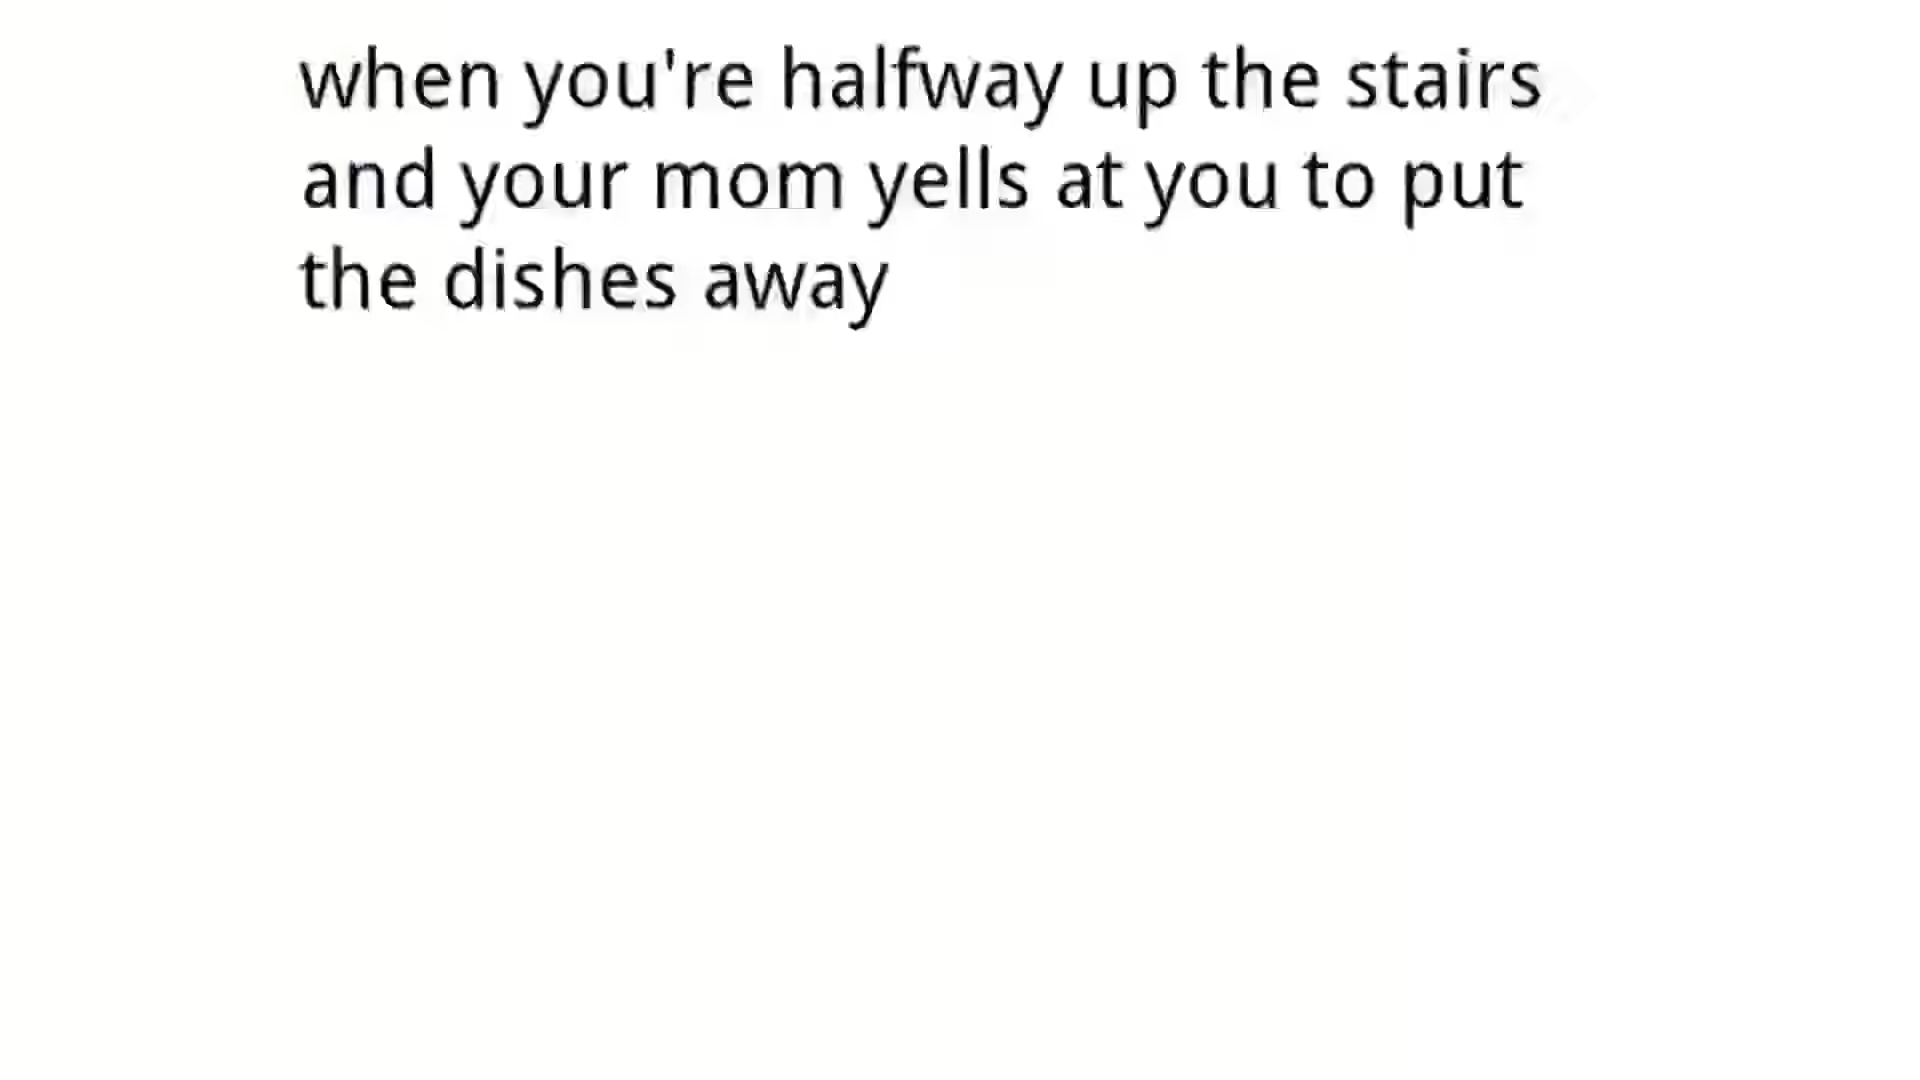 when you're halfway up the stairs
and your mom yells at you to put
the dishes away